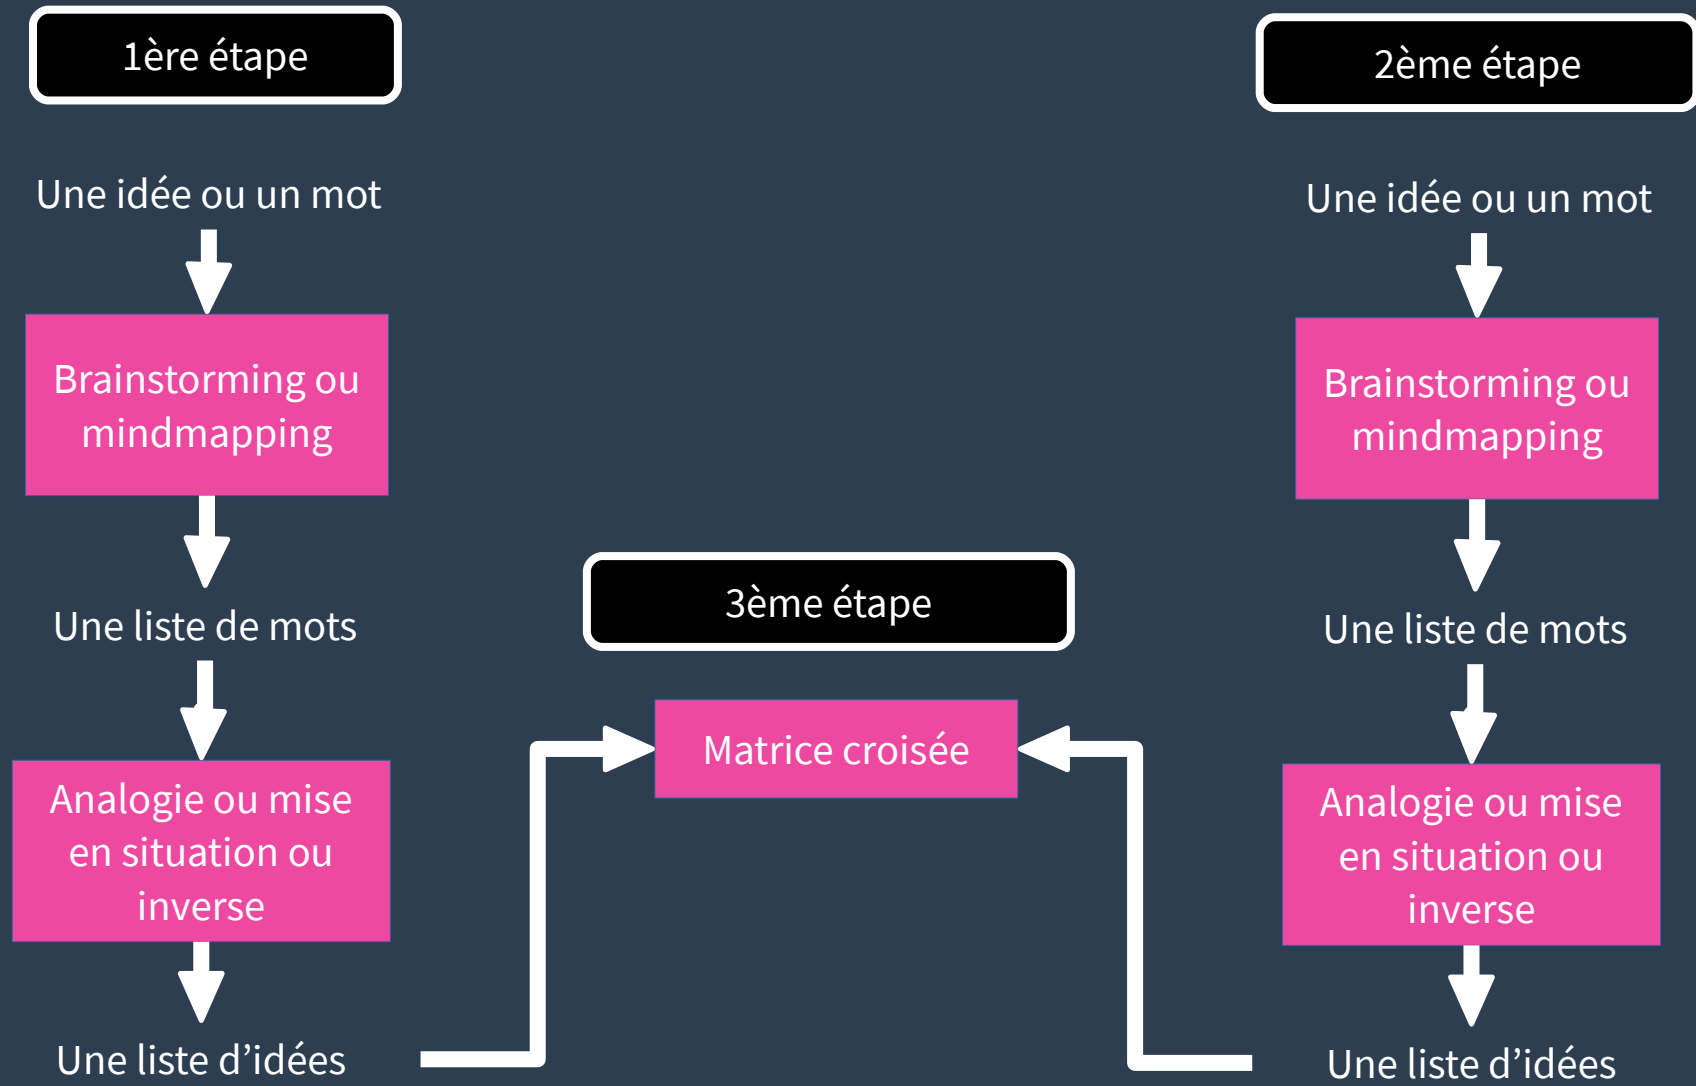 1ère étape
Une idée ou un mot
Brainstorming ou
mindmapping
Une liste de mots
Analogie ou mise
en situation ou
inverse
Une liste d’idées
2ème étape
Une idée ou un mot
Brainstorming ou
mindmapping
Une liste de mots
Analogie ou mise
en situation ou
inverse
Une liste d’idées
3ème étape
Matrice croisée